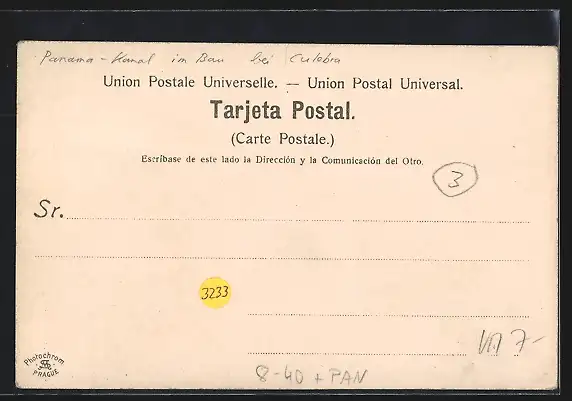 Panama-Kanal im Bau bei Culebra
Union Postale Universelle. — Union Postal Universal.
Tarjeta Postal.
(Carte Postale.)
Escríbase de este lado la Dirección y la Comunicación del Otro.
3
Sr.
3233
7-
Photochrom
PRAGUE
8-40 + PAN